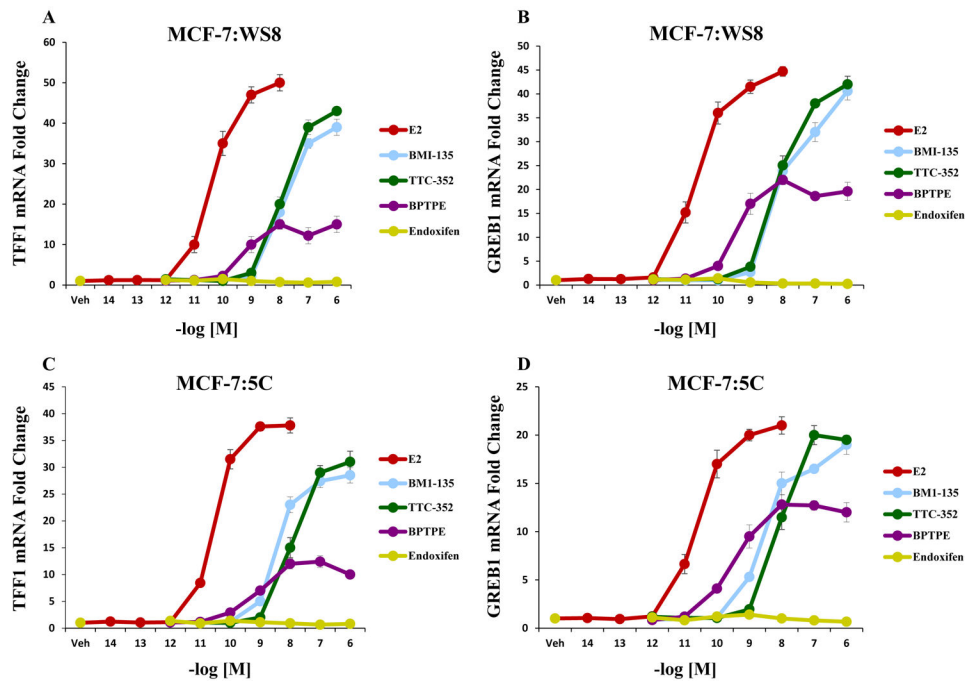 A
MCF-7:WS8
TFF1 mRNA Fold Change
60
50
40
30
20
10
0
Veh 14 13 12 11 10 9 8 7 6
-log [M]
E2
BMI-135
TTC-352
BPTPE
Endoxifen
B
MCF-7:WS8
GREB1 mRNA Fold Change
50
45
40
35
30
25
20
15
10
5
0
Veh 14 13 12 11 10 9 8 7 6
-log [M]
E2
BMI-135
TTC-352
BPTPE
Endoxifen
C
MCF-7:5C
TFF1 mRNA Fold Change
45
40
35
30
25
20
15
10
5
0
Veh 14 13 12 11 10 9 8 7 6
-log [M]
E2
BM1-135
TTC-352
BPTPE
Endoxifen
D
MCF-7:5C
GREB1 mRNA Fold Change
25
20
15
10
5
0
Veh 14 13 12 11 10 9 8 7 6
-log [M]
E2
BM1-135
TTC-352
BPTPE
Endoxifen